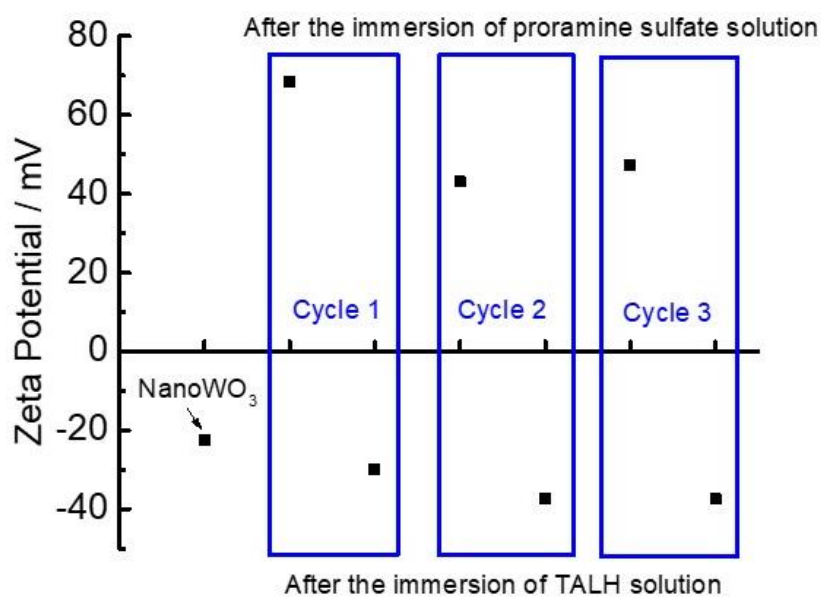 After the immersion of proramine sulfate solution
80
60
40
20
0
-20
-40
Zeta Potential / mV
Cycle 1
Cycle 2
Cycle 3
NanoWO₃
After the immersion of TALH solution